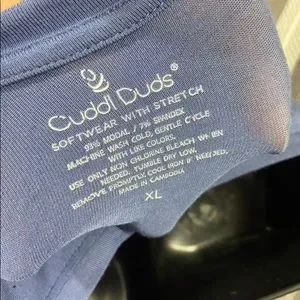 Cuddl Duds®
SOFTWEAR WITH STRETCH
93% MODAL / 7% SPANDEX
MACHINE WASH COLD, GENTLE CYCLE
WITH LIKE COLORS.
USE ONLY NON CHLORINE BLEACH WHEN
NEEDED. TUMBLE DRY LOW.
REMOVE PROMPTLY. COOL IRON IF NEEDED.
MADE IN CAMBODIA
XL